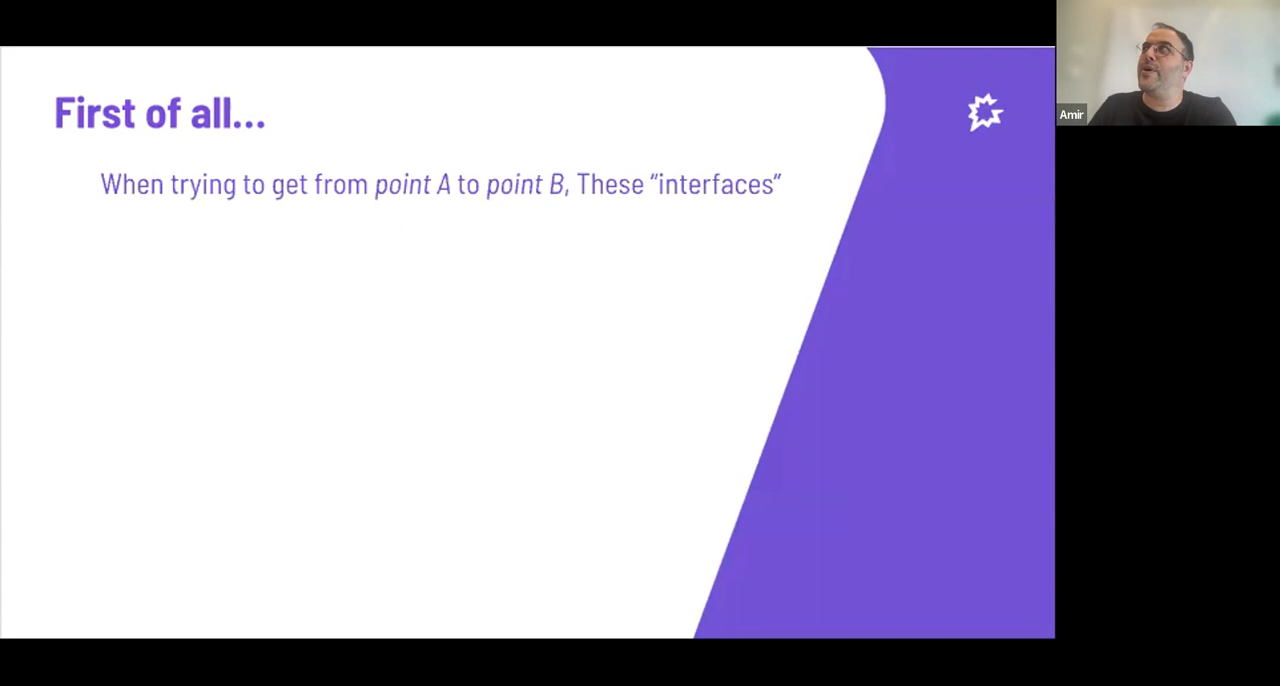 First of all...
When trying to get from point A to point B, These “interfaces”
Amir